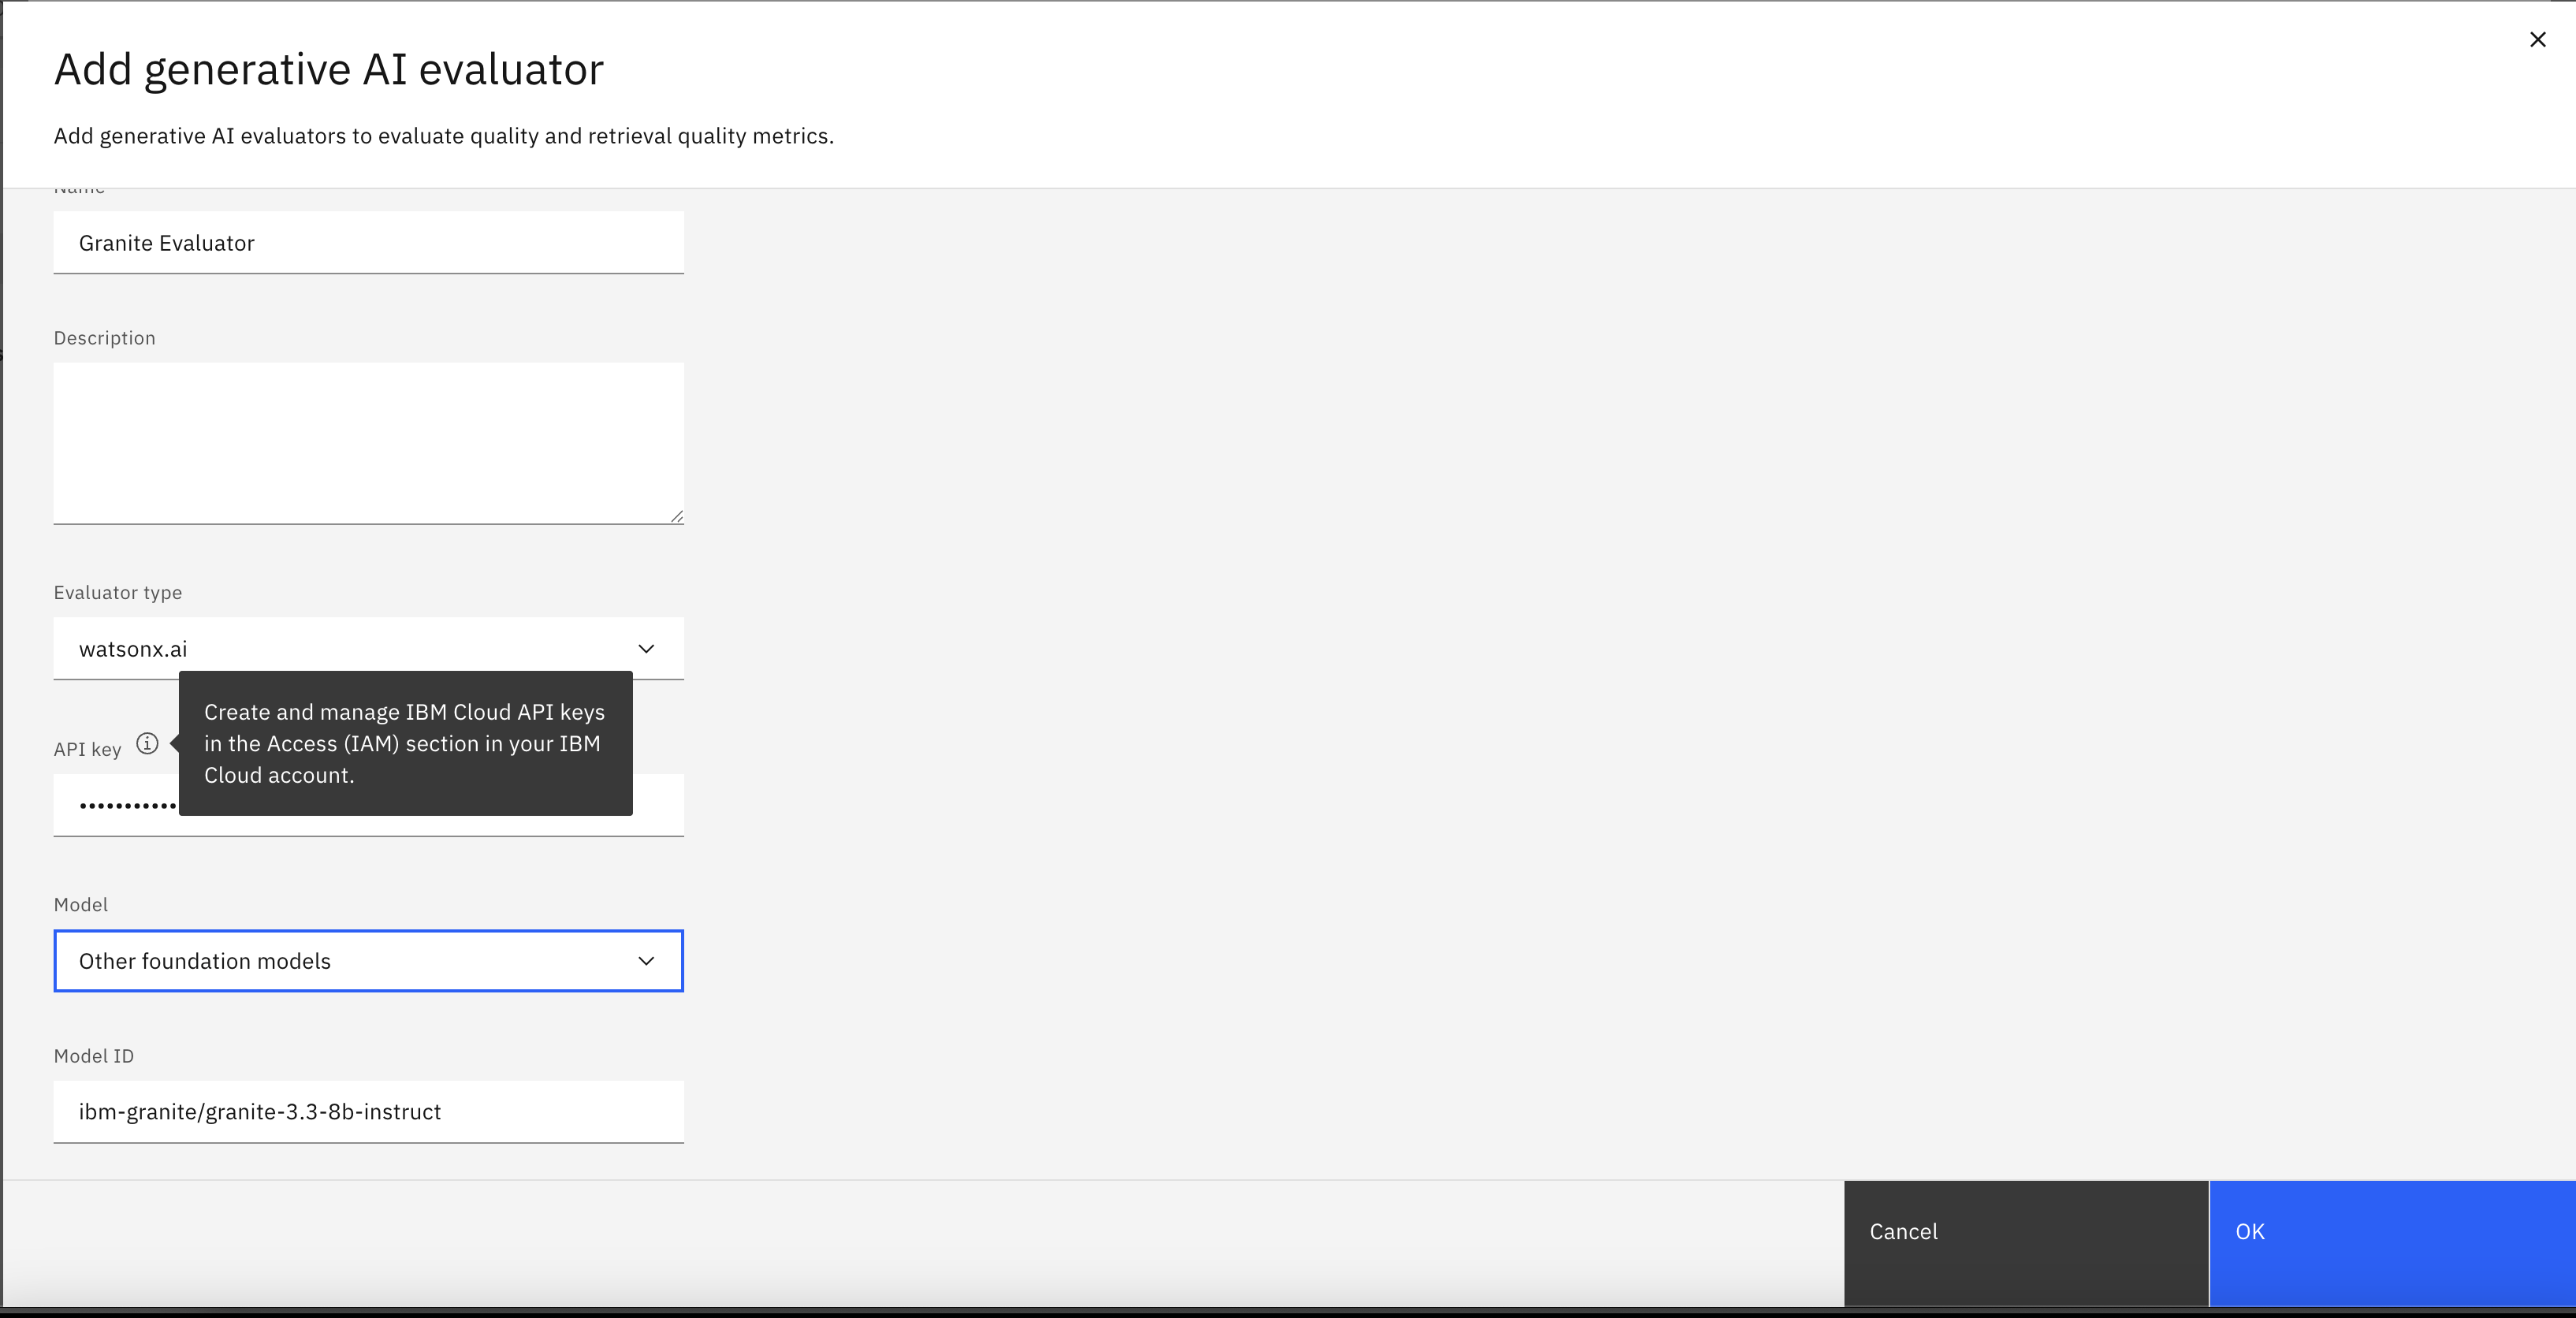 Add generative AI evaluator
Add generative AI evaluators to evaluate quality and retrieval quality metrics.
Name
Granite Evaluator
Description
Evaluator type
watsonx.ai
API key
Create and manage IBM Cloud API keys
in the Access (IAM) section in your IBM
Cloud account.
•••••••••••
Model
Other foundation models
Model ID
ibm-granite/granite-3.3-8b-instruct
Cancel
OK